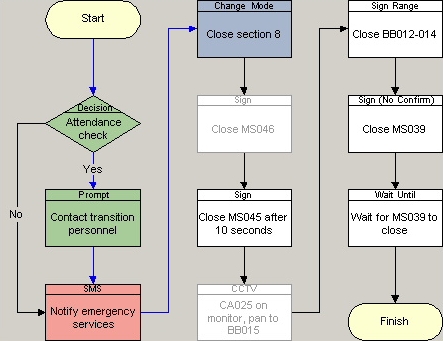 Start
Decision
Attendance
check
Yes
No
Prompt
Contact transition
personnel
SMS
Notify emergency
services
Change Mode
Close section 8
Sign
Close MS046
Sign
Close MS045 after
10 seconds
CCTV
CA025 on
monitor, pan to
BB015
Sign Range
Close BB012-014
Sign (No Confirm)
Close MS039
Wait Until
Wait for MS039 to
close
Finish